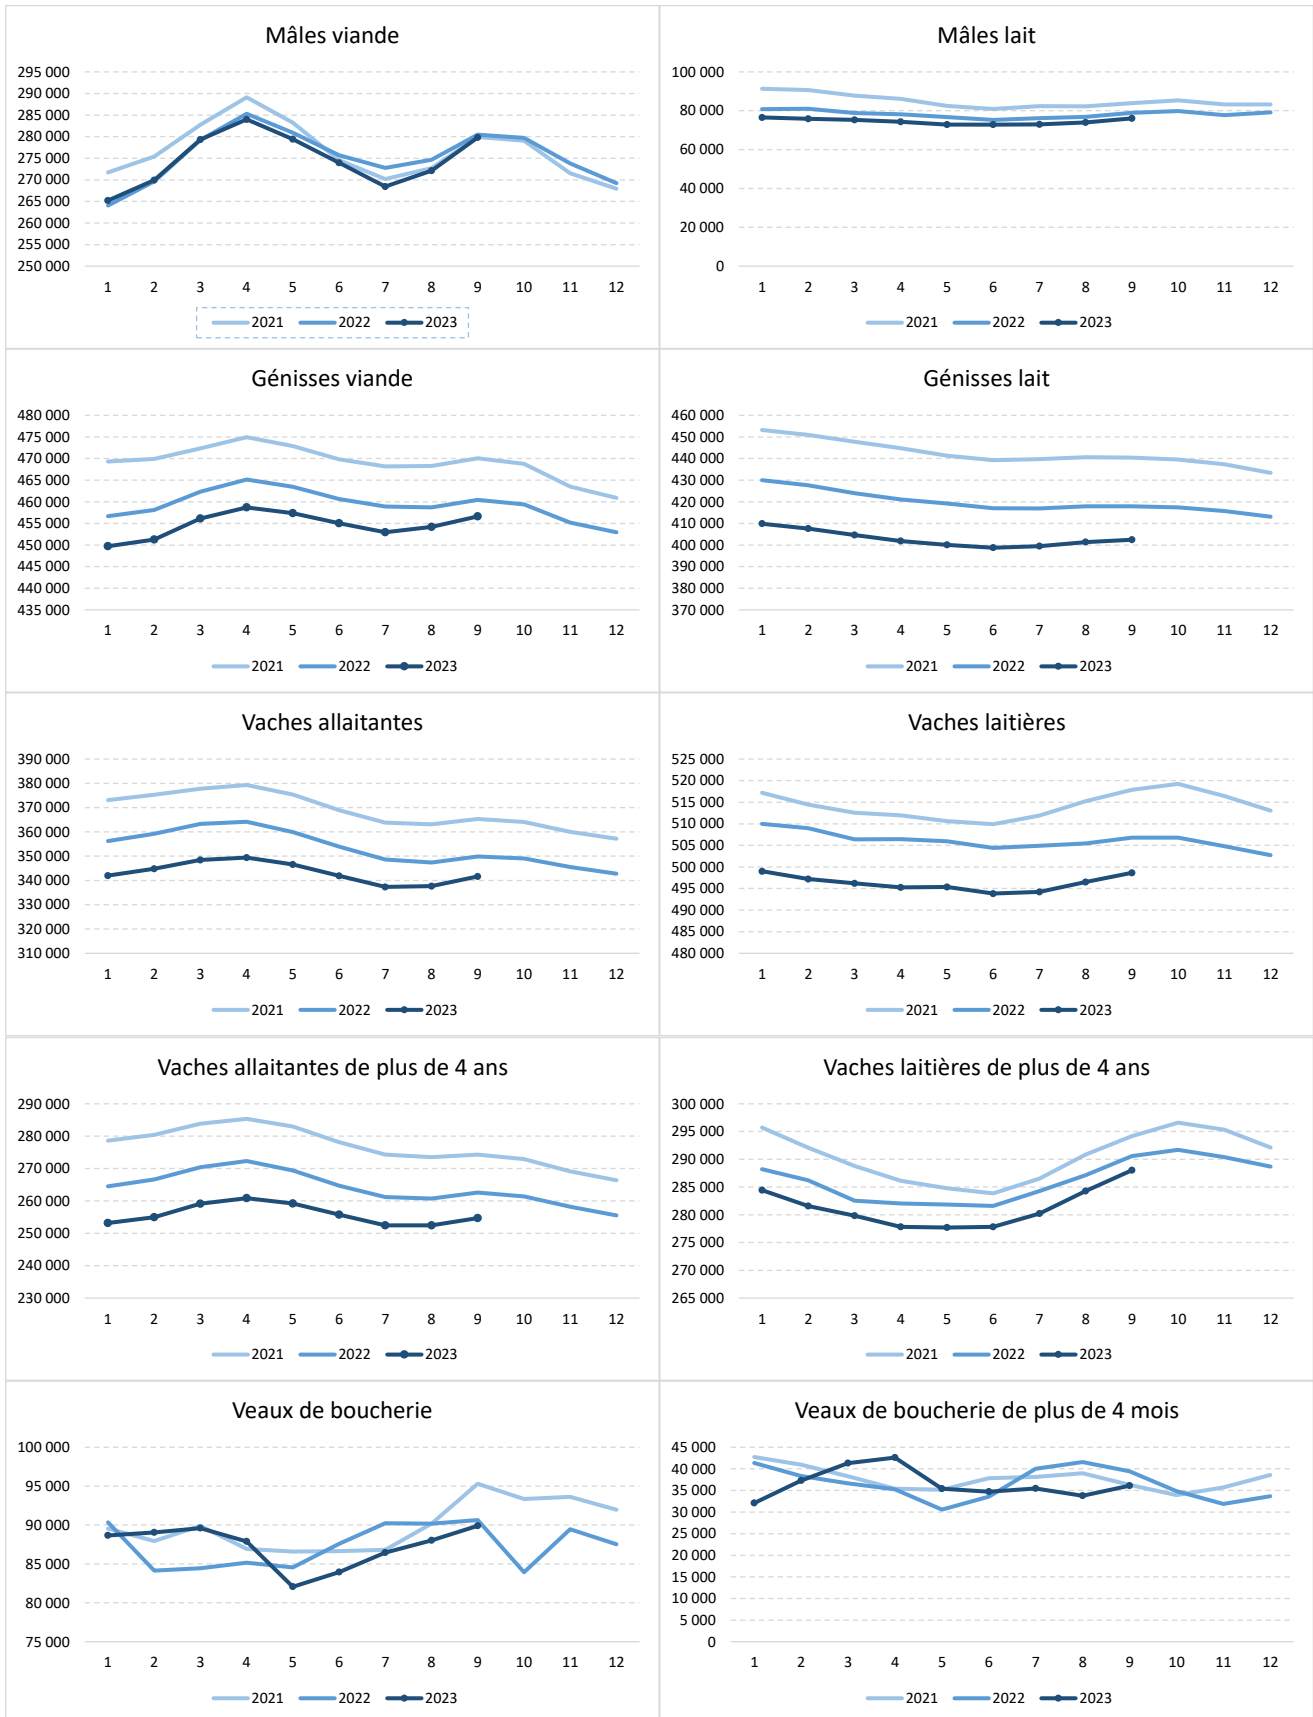 Mâles viande
295 000
290 000
285 000
280 000
275 000
270 000
265 000
260 000
255 000
250 000
1 2 3 4 5 6 7 8 9 10 11 12
2021 2022 2023
Mâles lait
100 000
80 000
60 000
40 000
20 000
0
1 2 3 4 5 6 7 8 9 10 11 12
2021 2022 2023
Génisses viande
480 000
475 000
470 000
465 000
460 000
455 000
450 000
445 000
440 000
435 000
1 2 3 4 5 6 7 8 9 10 11 12
2021 2022 2023
Génisses lait
460 000
450 000
440 000
430 000
420 000
410 000
400 000
390 000
380 000
370 000
1 2 3 4 5 6 7 8 9 10 11 12
2021 2022 2023
Vaches allaitantes
390 000
380 000
370 000
360 000
350 000
340 000
330 000
320 000
310 000
1 2 3 4 5 6 7 8 9 10 11 12
2021 2022 2023
Vaches laitières
525 000
520 000
515 000
510 000
505 000
500 000
495 000
490 000
485 000
480 000
1 2 3 4 5 6 7 8 9 10 11 12
2021 2022 2023
Vaches allaitantes de plus de 4 ans
290 000
280 000
270 000
260 000
250 000
240 000
230 000
1 2 3 4 5 6 7 8 9 10 11 12
2021 2022 2023
Vaches laitières de plus de 4 ans
300 000
295 000
290 000
285 000
280 000
275 000
270 000
265 000
1 2 3 4 5 6 7 8 9 10 11 12
2021 2022 2023
Veaux de boucherie
100 000
95 000
90 000
85 000
80 000
75 000
1 2 3 4 5 6 7 8 9 10 11 12
2021 2022 2023
Veaux de boucherie de plus de 4 mois
45 000
40 000
35 000
30 000
25 000
20 000
15 000
10 000
5 000
0
1 2 3 4 5 6 7 8 9 10 11 12
2021 2022 2023